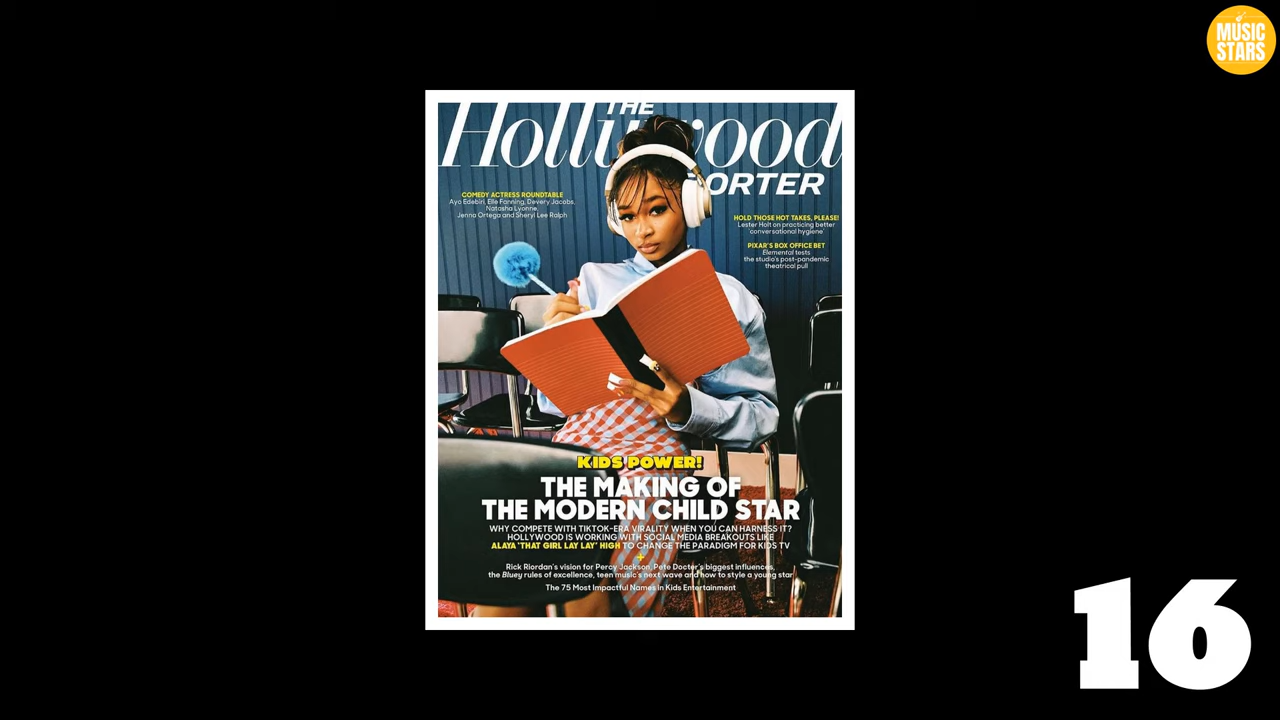 MUSIC
STARS
THE
Hollywood
ORTER
COMEDY ACTRESS ROUNDTABLE
Ayo Edebiri, Elle Fanning, Devery Jacobs,
Natasha Lyonne,
Jenna Ortega and Sheryl Lee Ralph
HOLD THOSE HOT TAKES, PLEASE!
Lester Holt on practicing better
conversational hygiene
PIXAR'S BOX OFFICE BET
Elemental tests
the studio's post-pandemic
theatrical pull
KIDS POWER!
THE MAKING OF
THE MODERN CHILD STAR
WHY COMPETE WITH TIKTOK-ERA VIRALITY WHEN YOU CAN HARNESS IT?
HOLLYWOOD IS WORKING WITH SOCIAL MEDIA BREAKOUTS LIKE
ALAYA 'THAT GIRL LAY LAY' HIGH TO CHANGE THE PARADIGM FOR KIDS TV
+
Rick Riordan's vision for Percy Jackson, Pete Docter's biggest influences,
the Bluey rules of excellence, teen music's next wave and how to style a young star
The 75 Most Impactful Names in Kids Entertainment
16